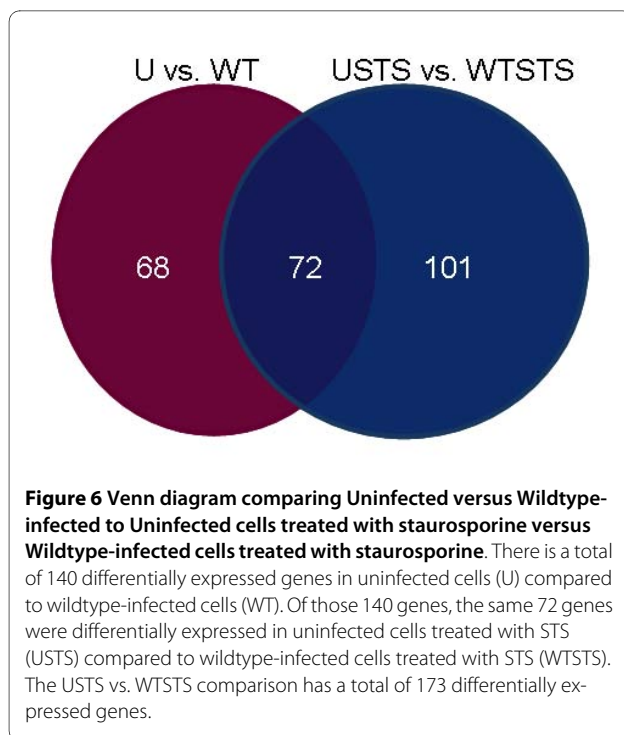 U vs. WT USTS vs. WTSTS
68 72 101
Figure 6 Venn diagram comparing Uninfected versus Wildtype-
infected to Uninfected cells treated with staurosporine versus
Wildtype-infected cells treated with staurosporine. There is a total
of 140 differentially expressed genes in uninfected cells (U) compared
to wildtype-infected cells (WT). Of those 140 genes, the same 72 genes
were differentially expressed in uninfected cells treated with STS
(USTS) compared to wildtype-infected cells treated with STS (WTSTS).
The USTS vs. WTSTS comparison has a total of 173 differentially ex-
pressed genes.